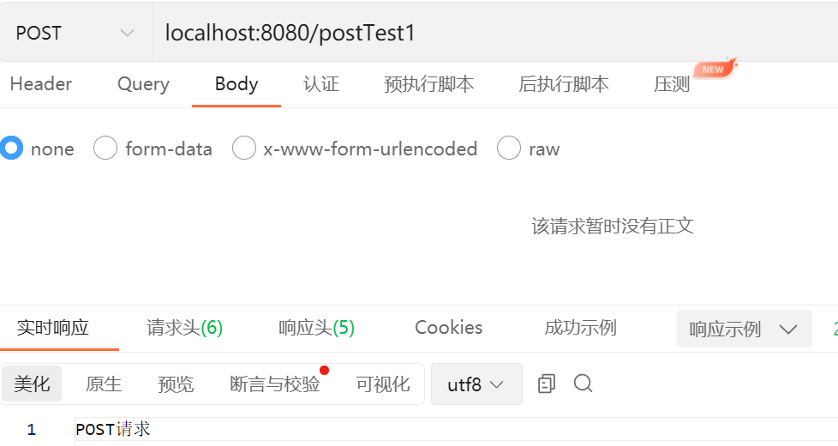 POST localhost:8080/postTest1
Header Query Body 认证 预执行脚本 后执行脚本 压测 NEW
none form-data x-www-form-urlencoded raw
该请求暂时没有正文
实时响应 请求头(6) 响应头(5) Cookies 成功示例 响应示例
美化 原生 预览 断言与校验 可视化 utf8
1 POST请求